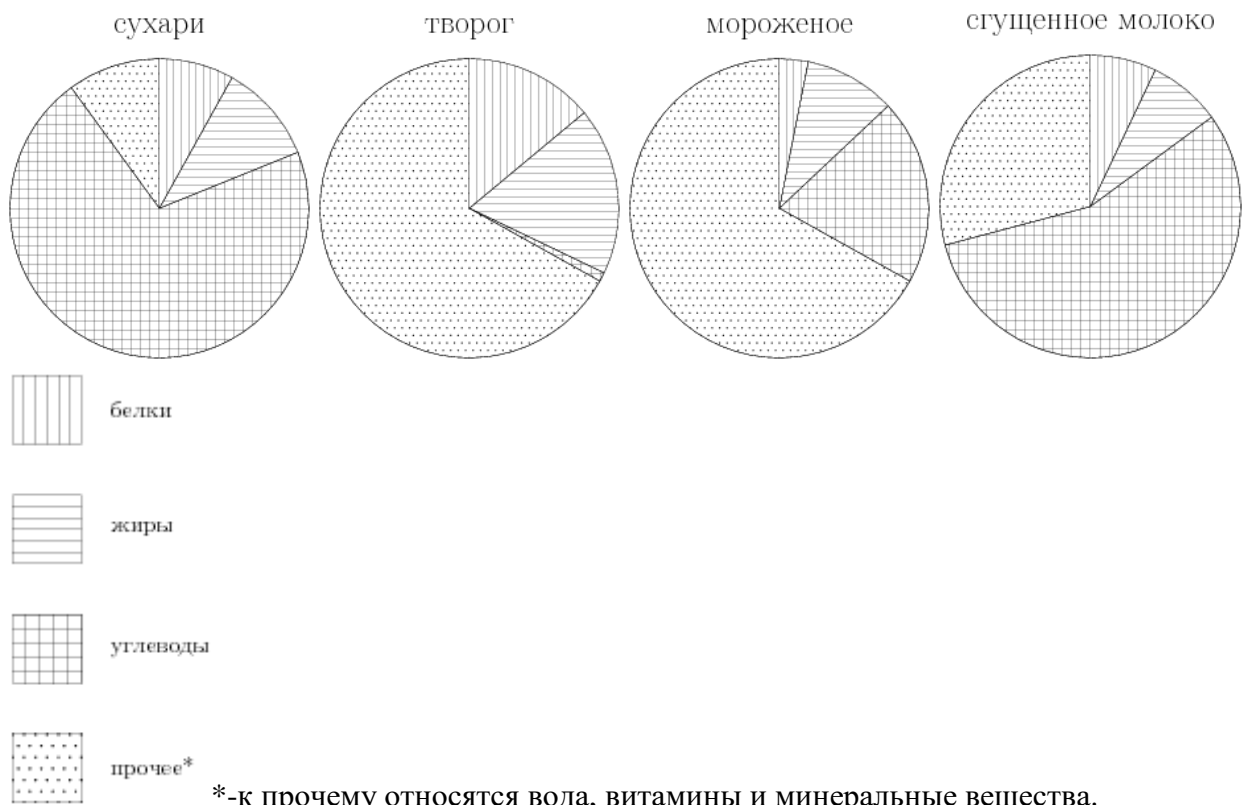 сухари
творог
мороженое
сгущенное молоко
белки
жиры
углеводы
прочее*
*-к прочему относятся вода, витамины и минеральные вещества.